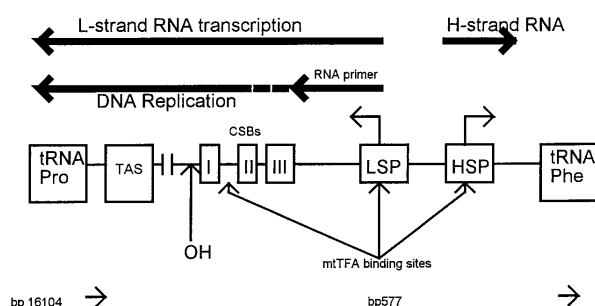 L-strand RNA transcription
H-strand RNA
RNA primer
DNA Replication
CSBs
tRNA
Pro
TAS
I
II
III
LSP
HSP
tRNA
Phe
OH
mtTFA binding sites
bp 16104
bp577